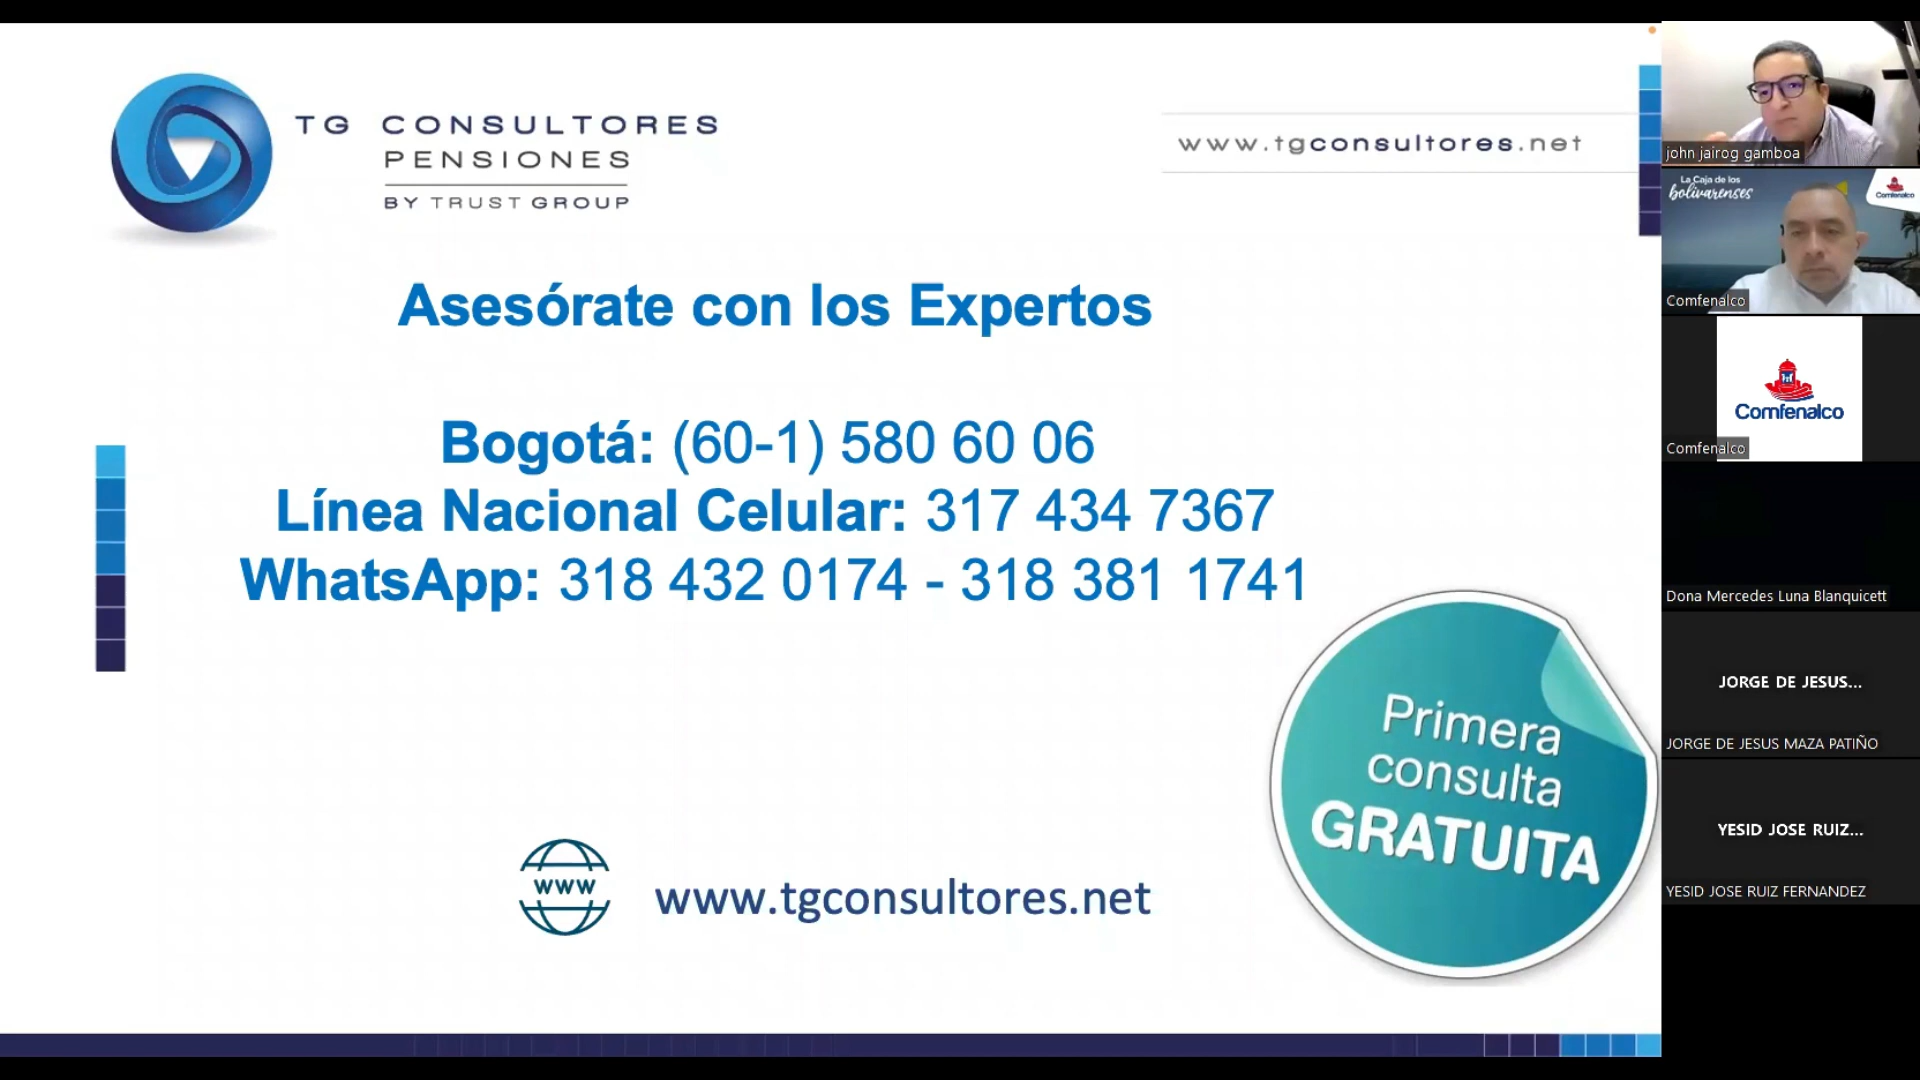 TG CONSULTORES
PENSIONES
BY TRUST GROUP
www.tgconsultores.net
Asesórate con los Expertos
Bogotá: (60-1) 580 60 06
Línea Nacional Celular: 317 434 7367
WhatsApp: 318 432 0174 - 318 381 1741
Primera
consulta
GRATUITA
www
www.tgconsultores.net
john jairog gamboa
La Caja de los
bolivarenses
Comfenalco
Comfenalco
Comfenalco
Comfenalco
Dona Mercedes Luna Blanquicett
JORGE DE JESUS...
JORGE DE JESUS MAZA PATIÑO
YESID JOSE RUIZ...
YESID JOSE RUIZ FERNANDEZ